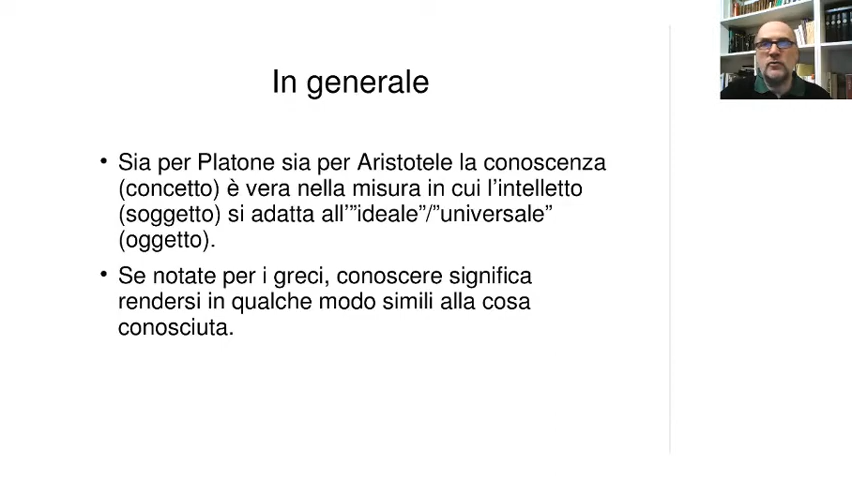 In generale
• Sia per Platone sia per Aristotele la conoscenza
(concetto) è vera nella misura in cui l’intelletto
(soggetto) si adatta all’”ideale”/”universale”
(oggetto).
• Se notate per i greci, conoscere significa
rendersi in qualche modo simili alla cosa
conosciuta.